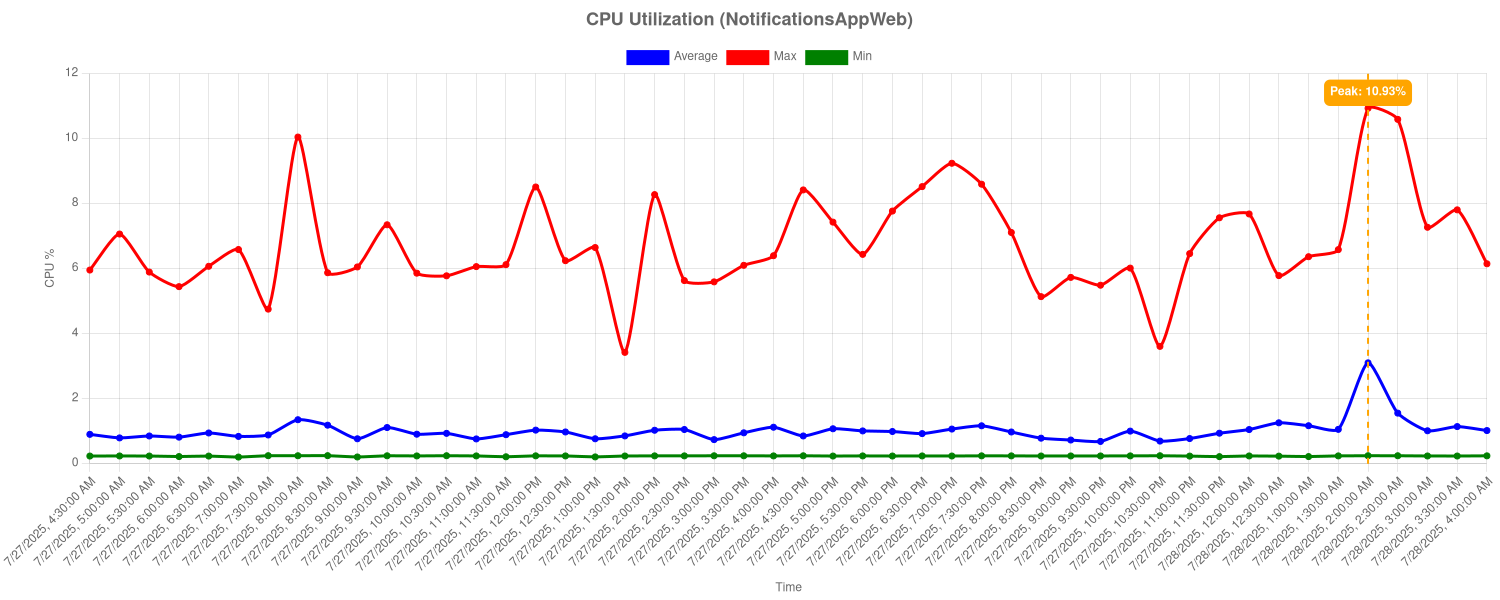 CPU Utilization (NotificationsAppWeb)
Average Max Min
Peak: 10.93%
12
10
8
6
4
2
0
CPU %
7/27/2025, 4:30:00 AM
7/27/2025, 5:00:00 AM
7/27/2025, 5:30:00 AM
7/27/2025, 6:00:00 AM
7/27/2025, 6:30:00 AM
7/27/2025, 7:00:00 AM
7/27/2025, 7:30:00 AM
7/27/2025, 8:00:00 AM
7/27/2025, 8:30:00 AM
7/27/2025, 9:00:00 AM
7/27/2025, 9:30:00 AM
7/27/2025, 10:00:00 AM
7/27/2025, 10:30:00 AM
7/27/2025, 11:00:00 AM
7/27/2025, 11:30:00 AM
7/27/2025, 12:00:00 PM
7/27/2025, 12:30:00 PM
7/27/2025, 1:00:00 PM
7/27/2025, 1:30:00 PM
7/27/2025, 2:00:00 PM
7/27/2025, 2:30:00 PM
7/27/2025, 3:00:00 PM
7/27/2025, 3:30:00 PM
7/27/2025, 4:00:00 PM
7/27/2025, 4:30:00 PM
7/27/2025, 5:00:00 PM
7/27/2025, 5:30:00 PM
7/27/2025, 6:00:00 PM
7/27/2025, 6:30:00 PM
7/27/2025, 7:00:00 PM
7/27/2025, 7:30:00 PM
7/27/2025, 8:00:00 PM
7/27/2025, 8:30:00 PM
7/27/2025, 9:00:00 PM
7/27/2025, 9:30:00 PM
7/27/2025, 10:00:00 PM
7/27/2025, 10:30:00 PM
7/27/2025, 11:00:00 PM
7/27/2025, 11:30:00 PM
7/28/2025, 12:00:00 AM
7/28/2025, 12:30:00 AM
7/28/2025, 1:00:00 AM
7/28/2025, 1:30:00 AM
7/28/2025, 2:00:00 AM
7/28/2025, 2:30:00 AM
7/28/2025, 3:00:00 AM
7/28/2025, 3:30:00 AM
7/28/2025, 4:00:00 AM
Time